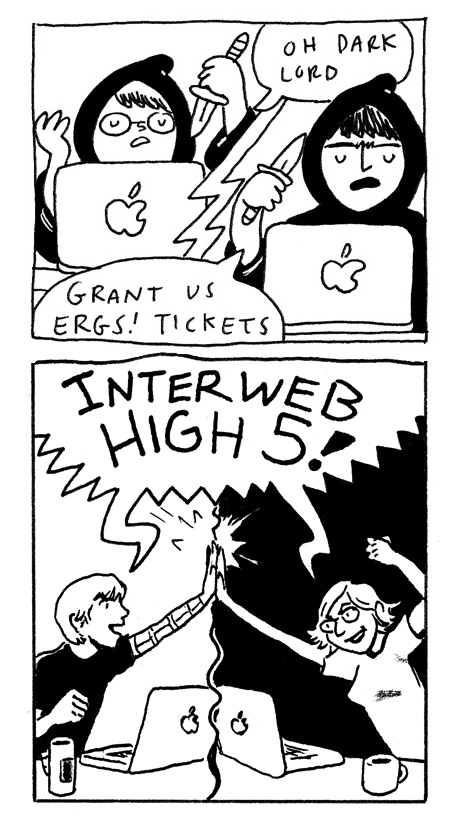 OH DARK
LORD
GRANT US
ERGS! TICKETS
INTERWEB
HIGH 5!